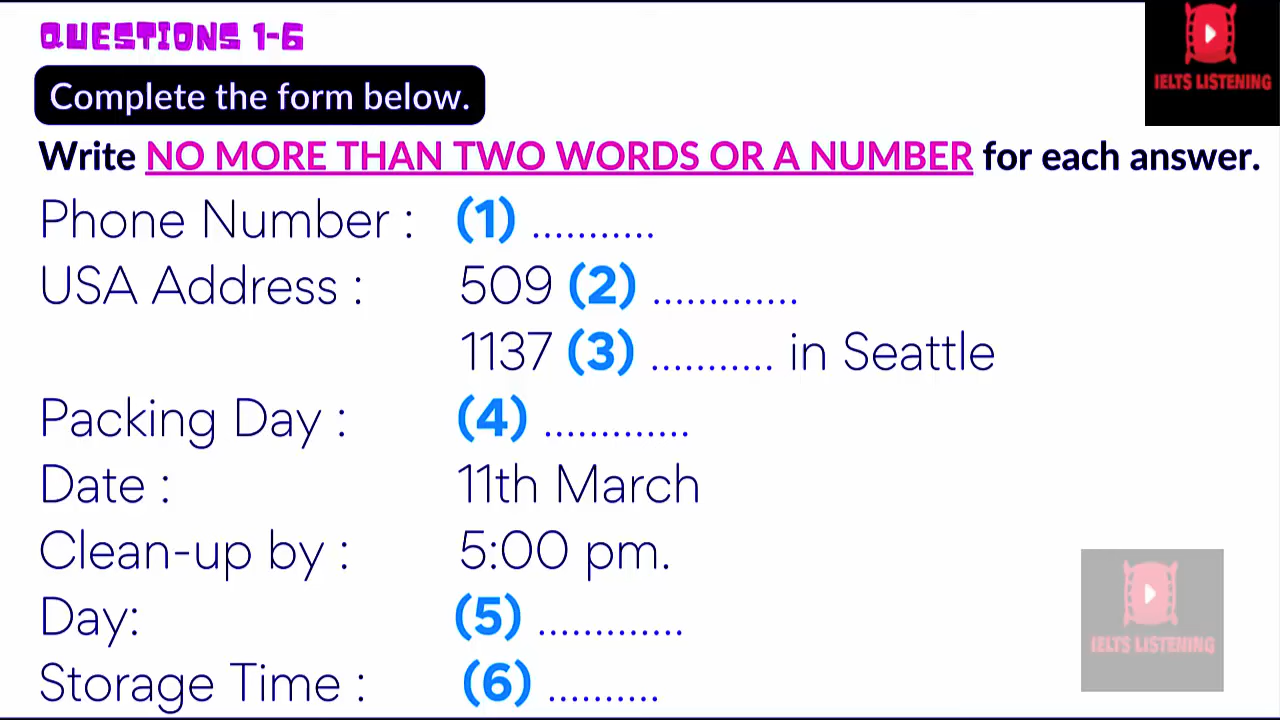 QUESTIONS 1-6
IELTS LISTENING
Complete the form below.
Write NO MORE THAN TWO WORDS OR A NUMBER for each answer.
Phone Number : (1) ...........
USA Address : 509 (2) .............
1137 (3) ........... in Seattle
Packing Day : (4) .............
Date : 11th March
Clean-up by : 5:00 pm.
Day: (5) .............
IELTS LISTENING
Storage Time : (6) ..........